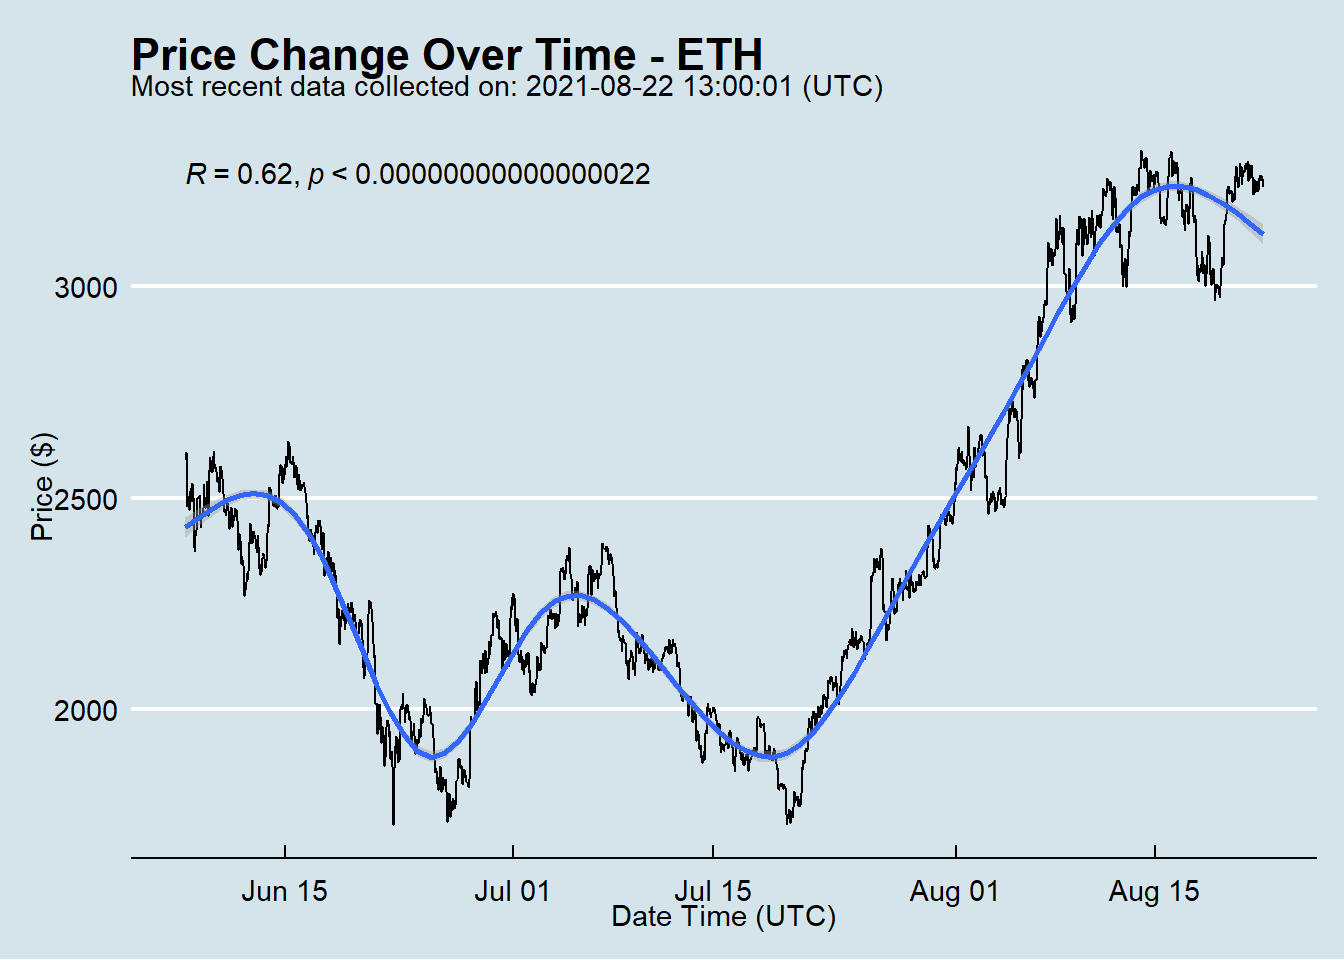 Price Change Over Time - ETH
Most recent data collected on: 2021-08-22 13:00:01 (UTC)
R = 0.62, p < 0.00000000000000022
3000
2500
2000
Price ($)
Jun 15
Jul 01
Jul 15
Aug 01
Aug 15
Date Time (UTC)